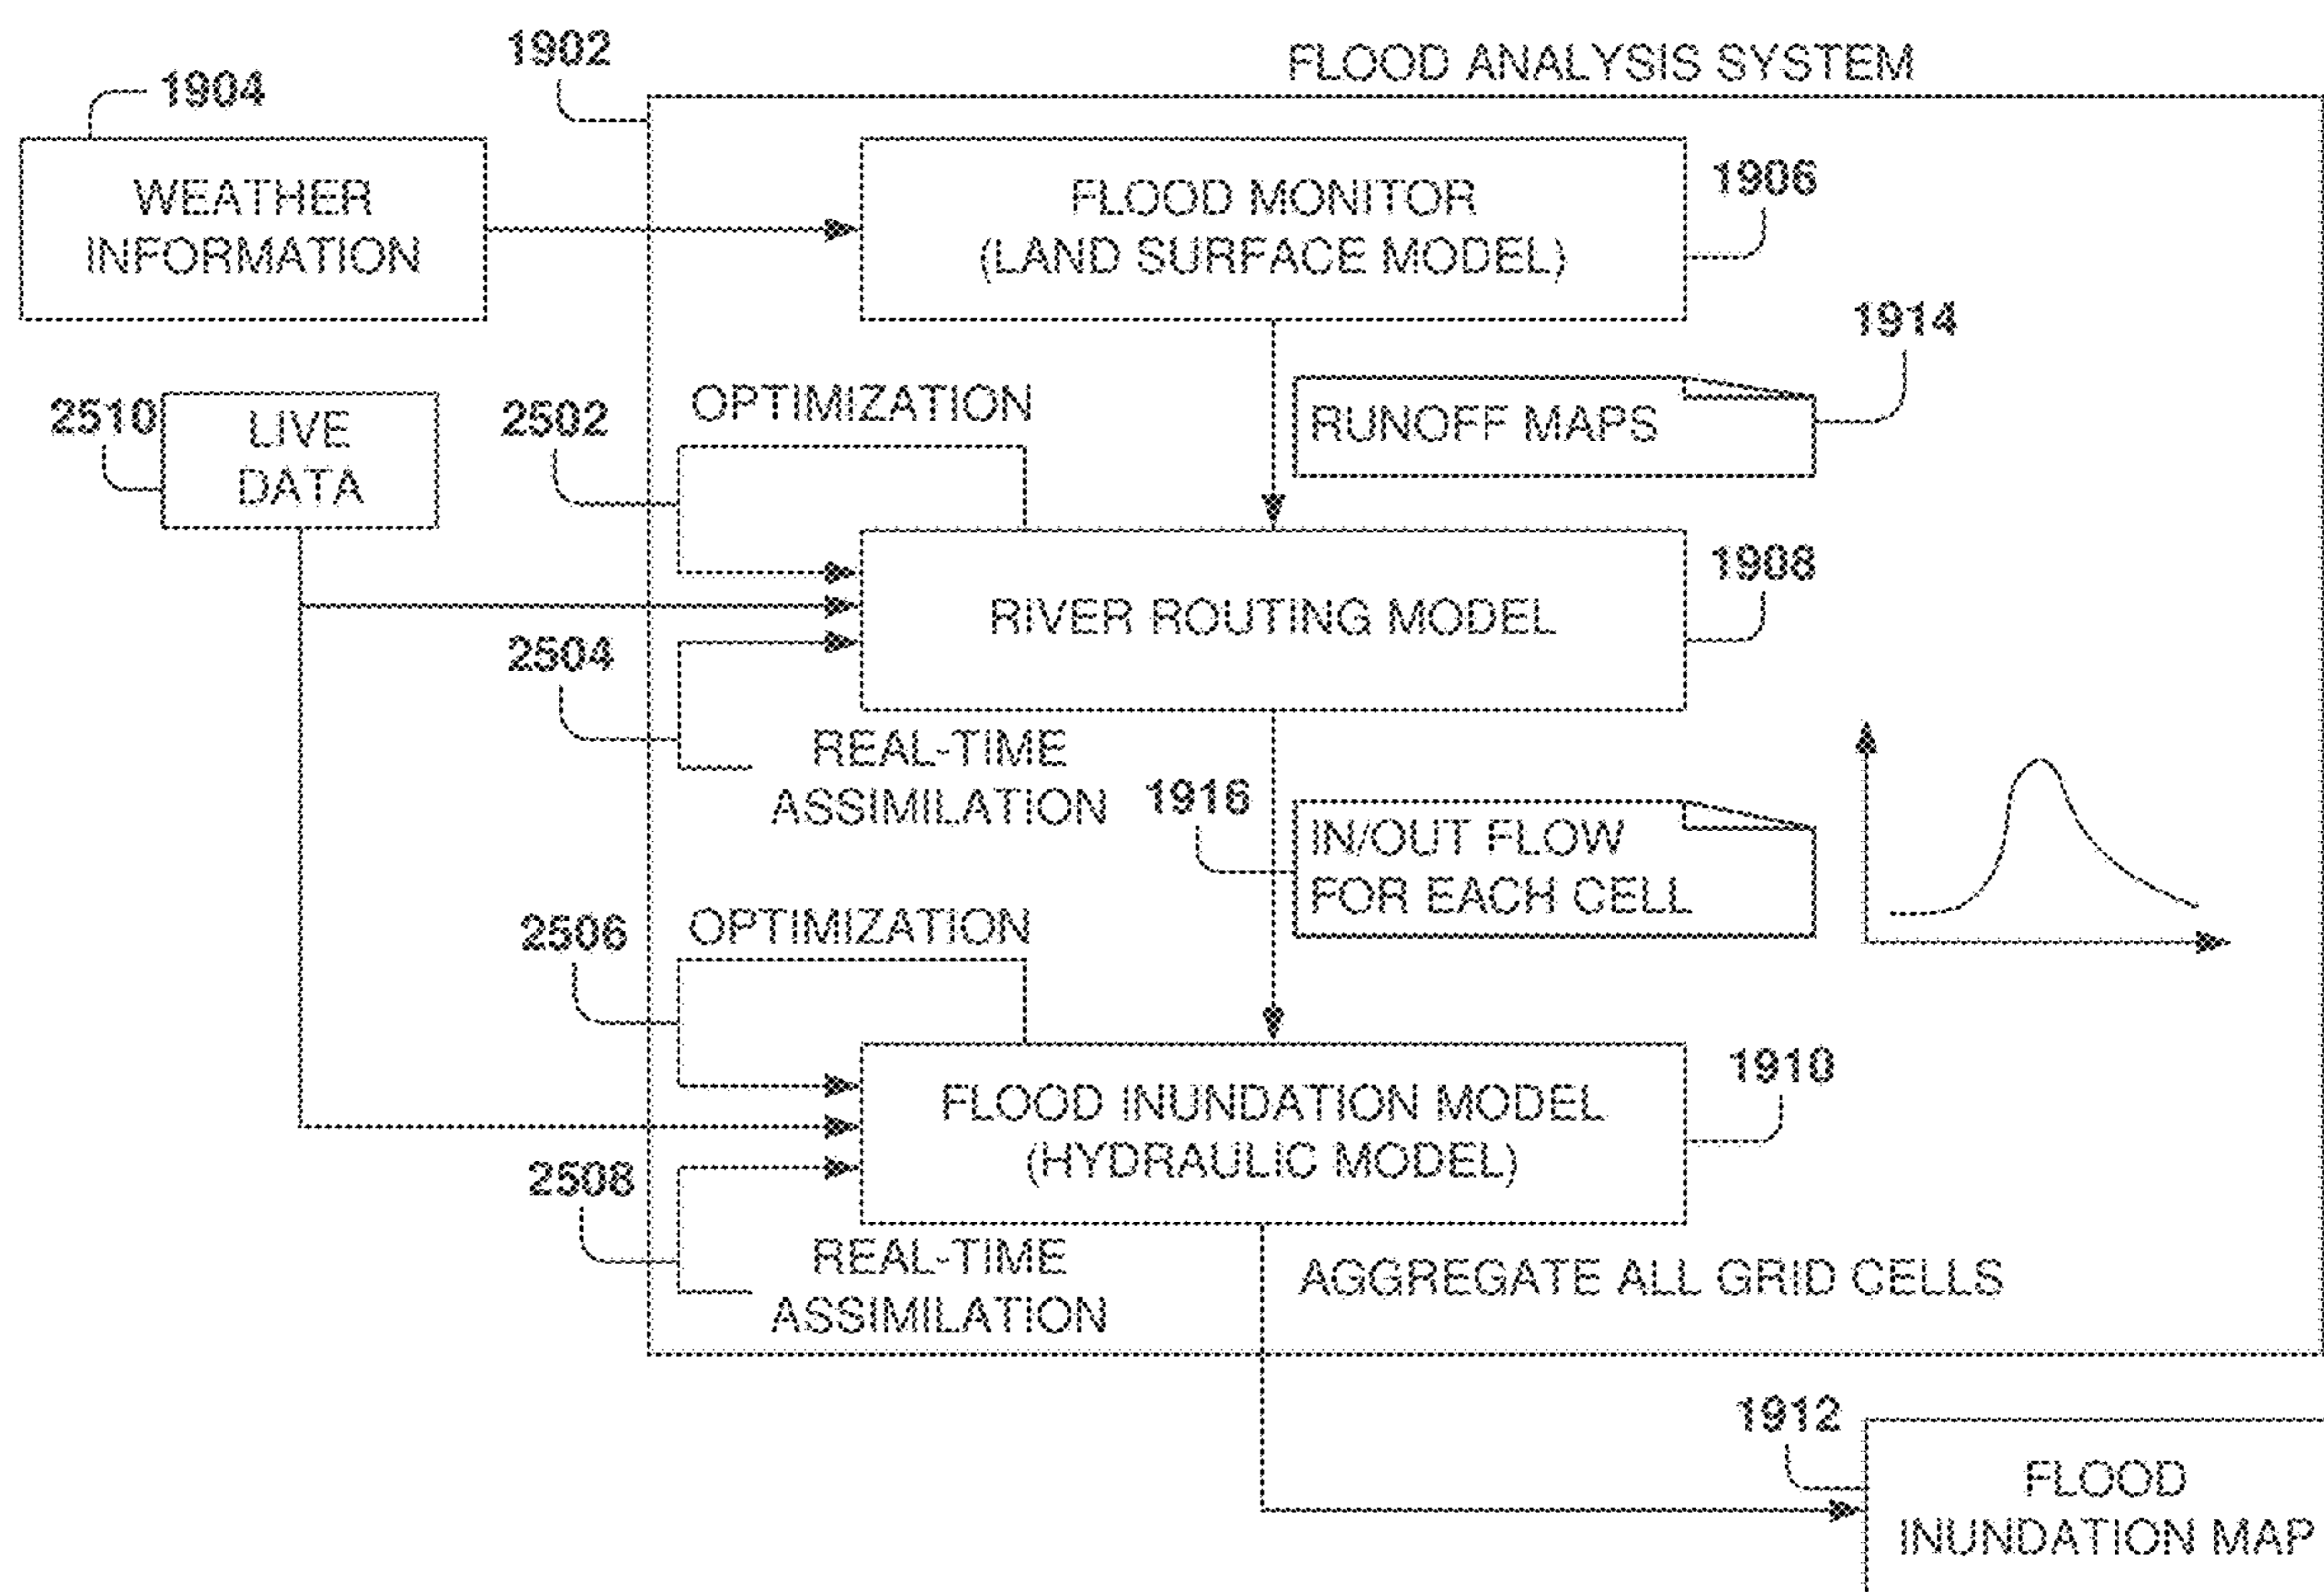 1902
FLOOD ANALYSIS SYSTEM
1904
WEATHER
INFORMATION
FLOOD MONITOR
(LAND SURFACE MODEL)
1906
1914
2510
LIVE
DATA
2502
OPTIMIZATION
RUNOFF MAPS
RIVER ROUTING MODEL
1908
2504
REAL-TIME
ASSIMILATION
1916
IN/OUT FLOW
FOR EACH CELL
2506
OPTIMIZATION
FLOOD INUNDATION MODEL
(HYDRAULIC MODEL)
1910
2508
REAL-TIME
ASSIMILATION
AGGREGATE ALL GRID CELLS
1912
FLOOD
INUNDATION MAP